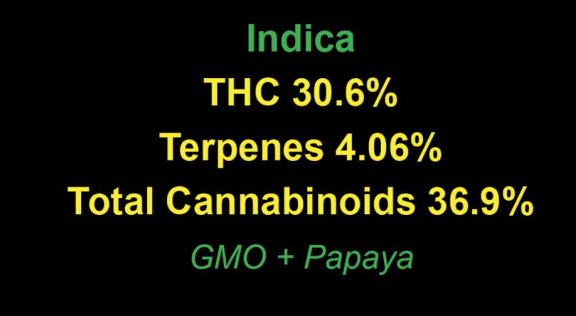 Indica
THC 30.6%
Terpenes 4.06%
Total Cannabinoids 36.9%
GMO + Papaya